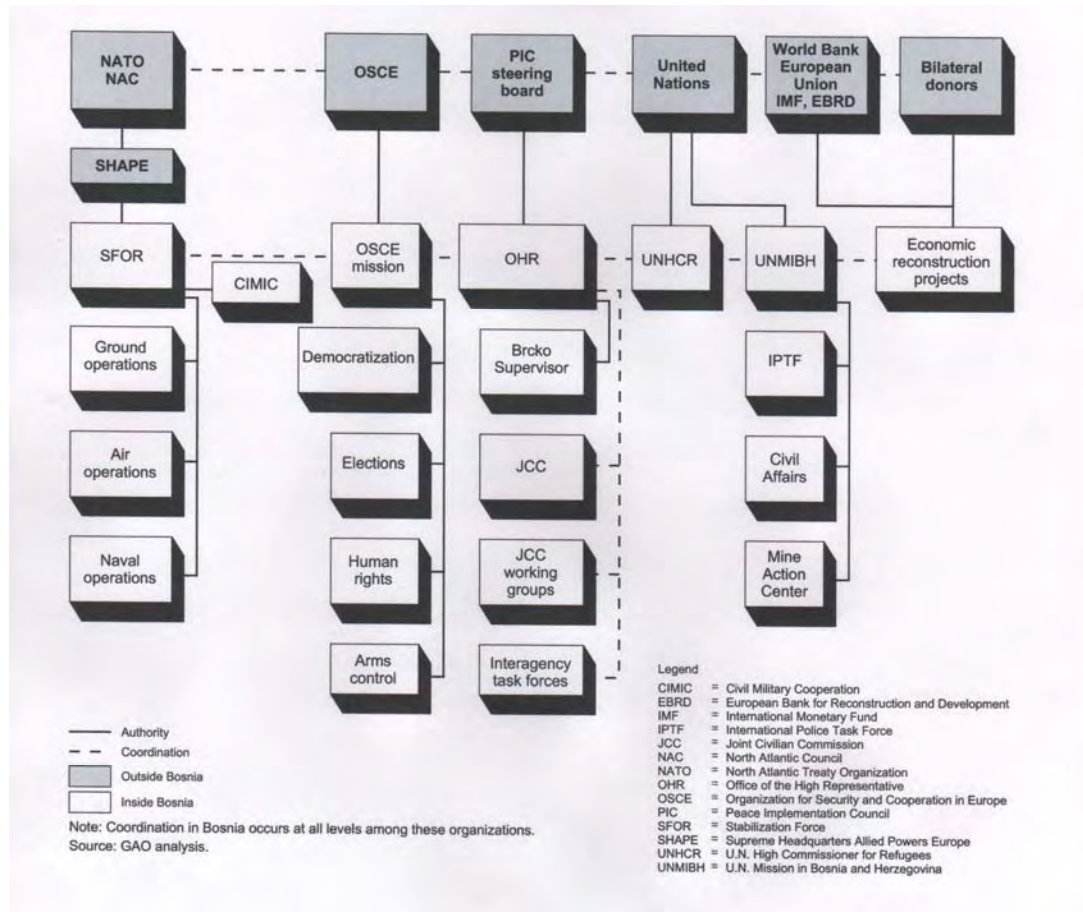 NATO
NAC
OSCE
PIC
steering
board
United
Nations
World Bank
European
Union
IMF, EBRD
Bilateral
donors
SHAPE
SFOR
OSCE
mission
OHR
UNHCR
UNMIBH
Economic
reconstruction
projects
CIMIC
Ground
operations
Democratization
Brcko
Supervisor
IPTF
Air
operations
Elections
JCC
Civil
Affairs
Naval
operations
Human
rights
JCC
working
groups
Mine
Action
Center
Arms
control
Interagency
task forces
Authority
Coordination
Outside Bosnia
Inside Bosnia
Note: Coordination in Bosnia occurs at all levels among these organizations.
Source: GAO analysis.
Legend
CIMIC = Civil Military Cooperation
EBRD = European Bank for Reconstruction and Development
IMF = International Monetary Fund
IPTF = International Police Task Force
JCC = Joint Civilian Commission
NAC = North Atlantic Council
NATO = North Atlantic Treaty Organization
OHR = Office of the High Representative
OSCE = Organization for Security and Cooperation in Europe
PIC = Peace Implementation Council
SFOR = Stabilization Force
SHAPE = Supreme Headquarters Allied Powers Europe
UNHCR = U.N. High Commissioner for Refugees
UNMIBH = U.N. Mission in Bosnia and Herzegovina